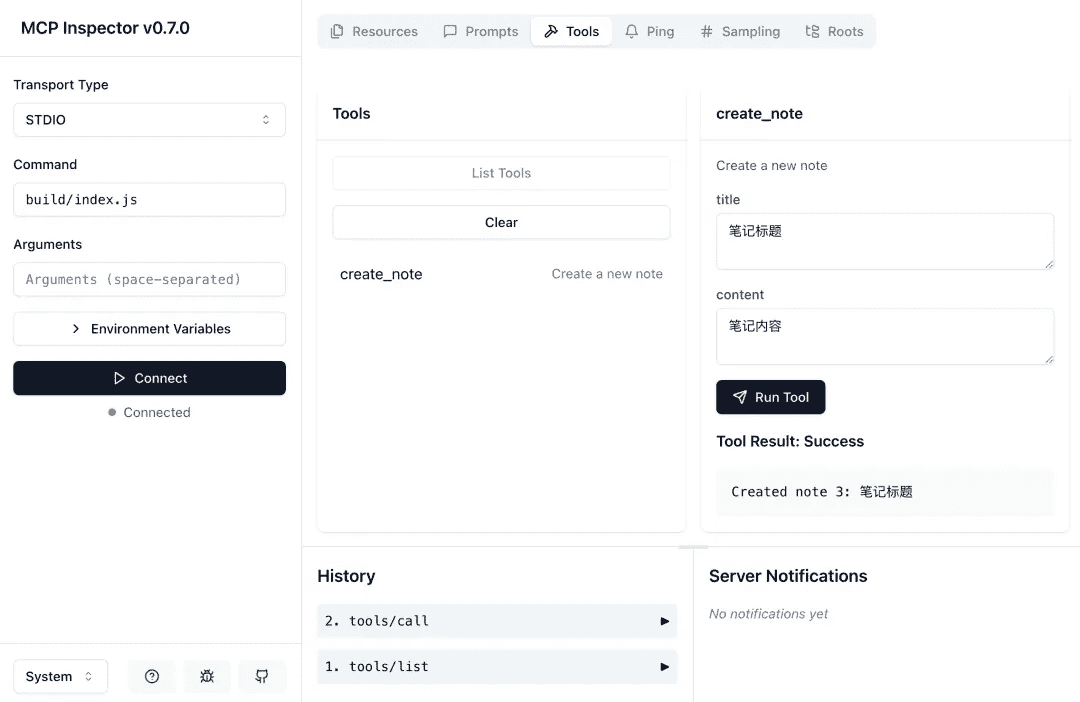 MCP Inspector v0.7.0
Transport Type
STDIO
Command
build/index.js
Arguments
Arguments (space-separated)
Environment Variables
Connect
Connected
System
Resources
Prompts
Tools
Ping
Sampling
Roots
Tools
List Tools
Clear
create_note
Create a new note
create_note
Create a new note
title
笔记标题
content
笔记内容
Run Tool
Tool Result: Success
Created note 3: 笔记标题
History
2. tools/call
1. tools/list
Server Notifications
No notifications yet